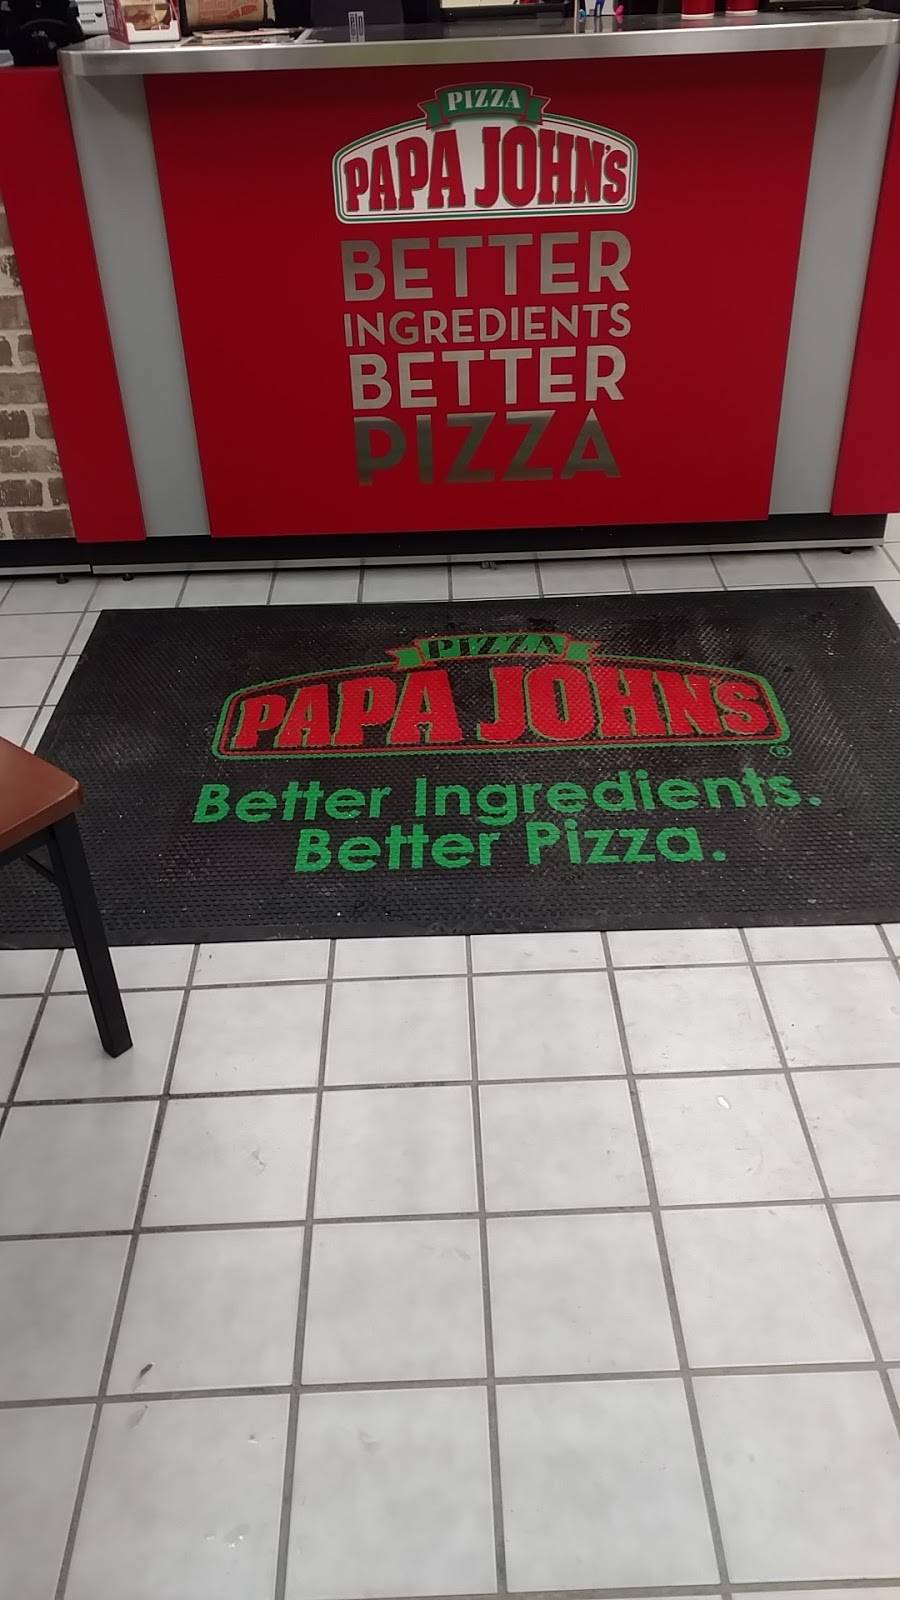 PIZZA
PAPA JOHN'S
BETTER
INGREDIENTS
BETTER
PIZZA
PIZZA
PAPA JOHNS
®
Better Ingredients.
Better Pizza.